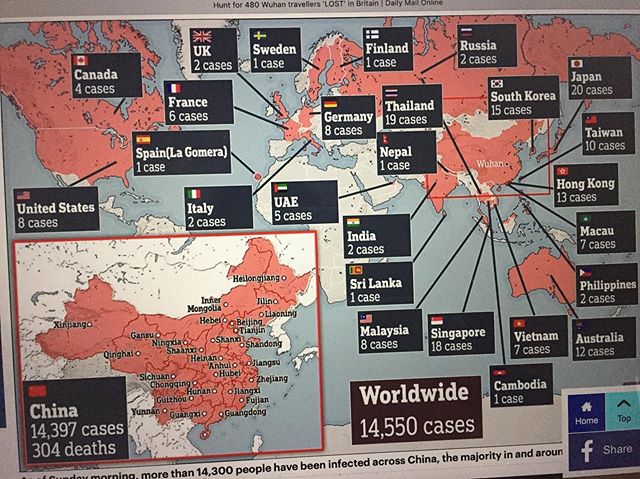 Hunt for 480 Wuhan travellers 'LOST' in Britain | Daily Mail Online
UK
2 cases
Sweden
1 case
Finland
1 case
Russia
2 cases
Canada
4 cases
France
6 cases
Germany
8 cases
Thailand
19 cases
South Korea
15 cases
Japan
20 cases
Taiwan
10 cases
Spain(La Gomera)
1 case
Nepal
1 case
Wuhan
Hong Kong
13 cases
United States
8 cases
Italy
2 cases
UAE
5 cases
India
2 cases
Macau
7 cases
Sri Lanka
1 case
Philippines
2 cases
Malaysia
8 cases
Singapore
18 cases
Vietnam
7 cases
Australia
12 cases
Cambodia
1 case
Heilongjiang
Inner
Mongolia
Jilin
Liaoning
Hebei
Beijing
Tianjin
Xinjiang
Gansu
Ningxia
Shanxi
Shandong
Qinghai
Shaanxi
Heinan
Jiangsu
Anhui
Sichuan
Hubei
Zhejiang
Chongqing
Hunan
Jiangxi
Guizhou
Fujian
Yunnan
Guangxi
Guangdong
China
14,397 cases
304 deaths
Worldwide
14,550 cases
Home
Top
Share
of Sunday morning, more than 14,300 people have been infected across China, the majority in and aroun